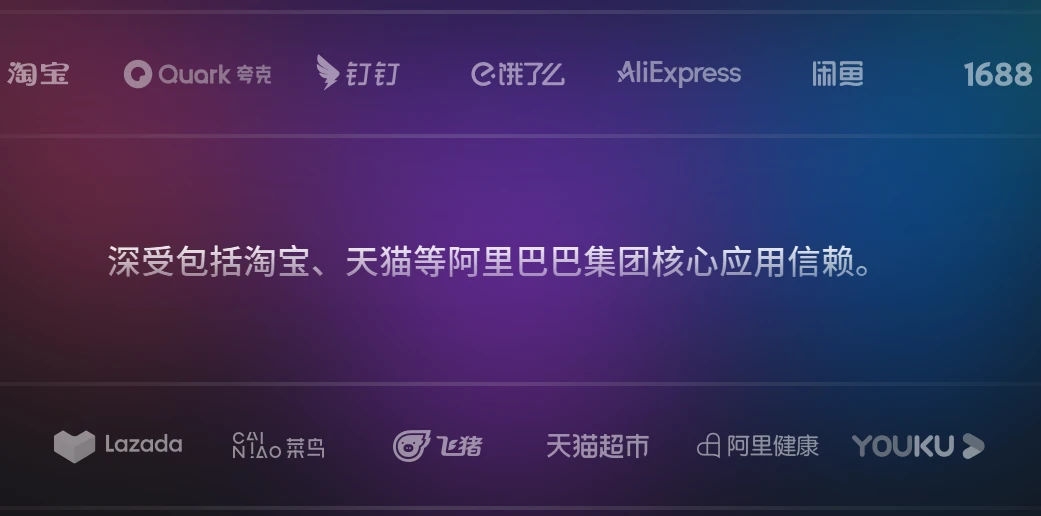 淘宝 Quark 夸克 钉钉 饿了么 AliExpress 闲鱼 1688
深受包括淘宝、天猫等阿里巴巴集团核心应用信赖。
Lazada CAINIAO 菜鸟 飞猪 天猫超市 阿里健康 YOUKU